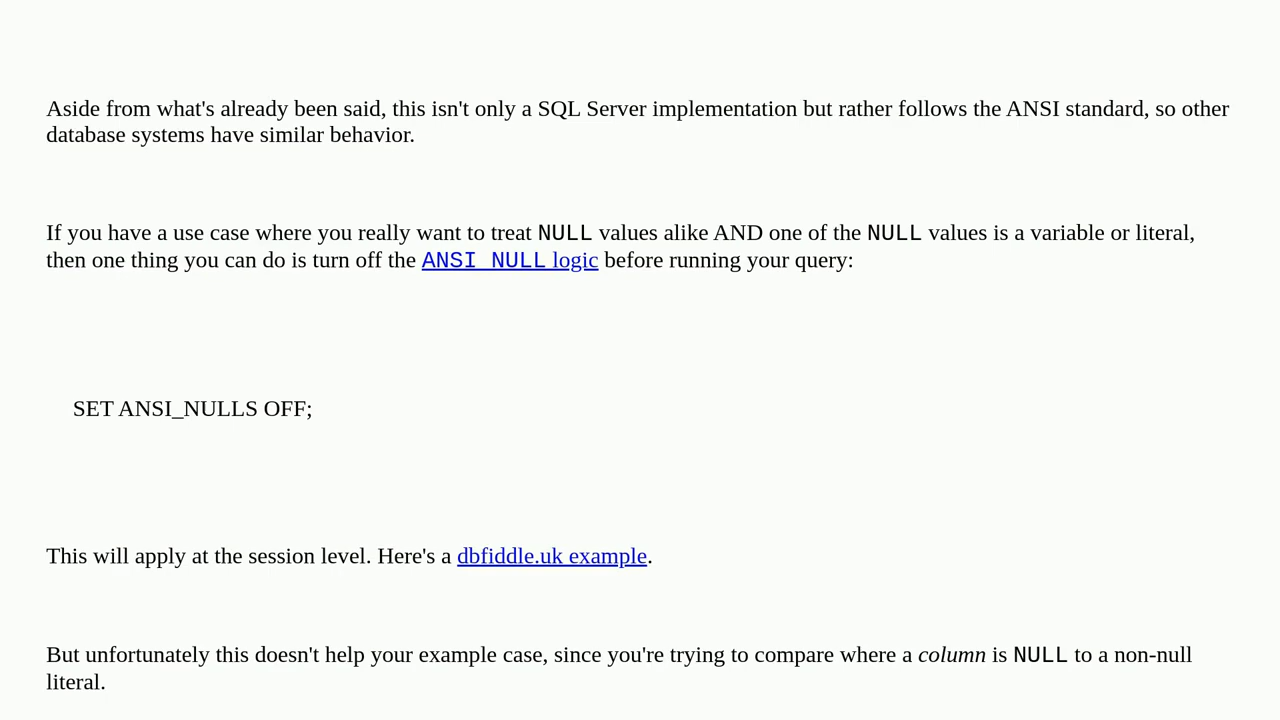 Aside from what's already been said, this isn't only a SQL Server implementation but rather follows the ANSI standard, so other
database systems have similar behavior.
If you have a use case where you really want to treat NULL values alike AND one of the NULL values is a variable or literal,
then one thing you can do is turn off the ANSI_NULL logic before running your query:
SET ANSI_NULLS OFF;
This will apply at the session level. Here's a dbfiddle.uk example.
But unfortunately this doesn't help your example case, since you're trying to compare where a column is NULL to a non-null
literal.